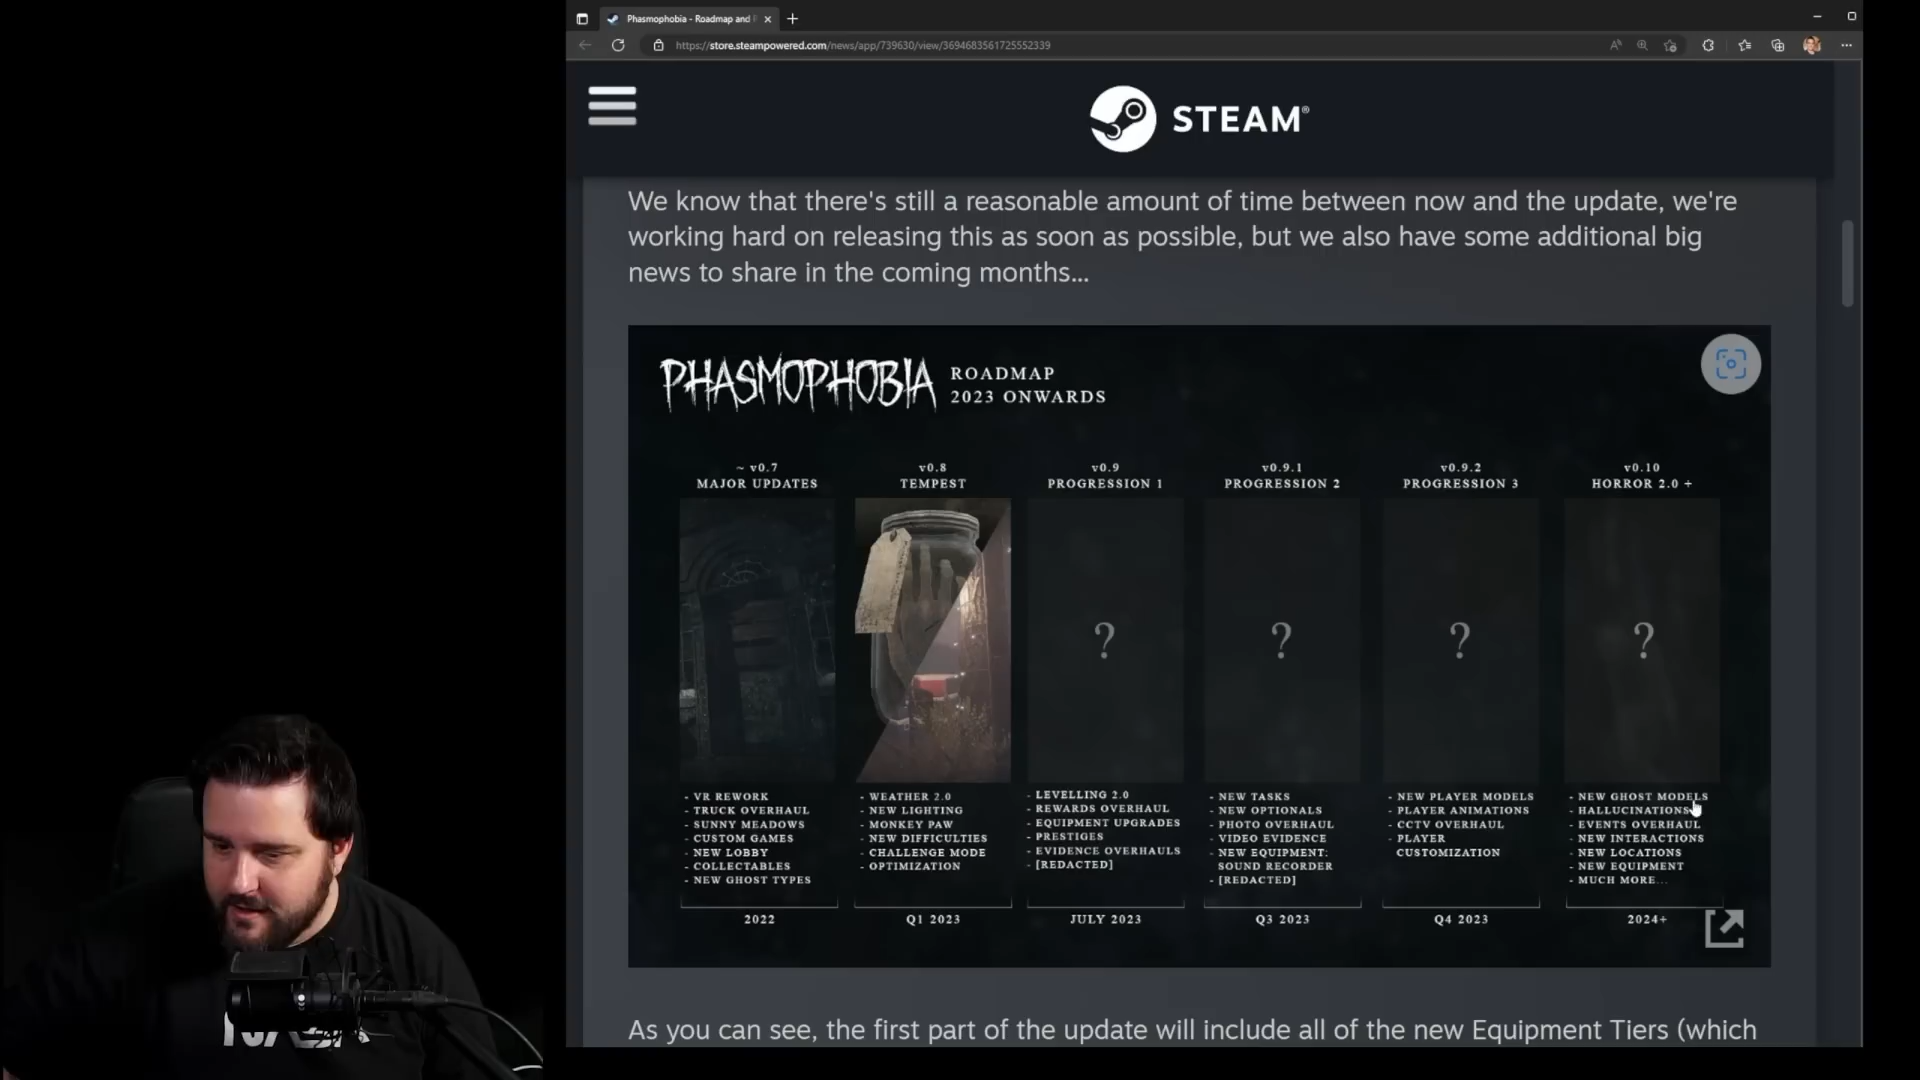 Phasmophobia - Roadmap and
https://store.steampowered.com/news/app/739630/view/3694683561725552339
STEAM®
We know that there's still a reasonable amount of time between now and the update, we're
working hard on releasing this as soon as possible, but we also have some additional big
news to share in the coming months...
PHASMOPHOBIA
ROADMAP
2023 ONWARDS
~ v0.7
MAJOR UPDATES
- VR REWORK
- TRUCK OVERHAUL
- SUNNY MEADOWS
- CUSTOM GAMES
- NEW LOBBY
- COLLECTABLES
- NEW GHOST TYPES
2022
v0.8
TEMPEST
- WEATHER 2.0
- NEW LIGHTING
- MONKEY PAW
- NEW DIFFICULTIES
- CHALLENGE MODE
- OPTIMIZATION
Q1 2023
v0.9
PROGRESSION 1
?
- LEVELLING 2.0
- REWARDS OVERHAUL
- EQUIPMENT UPGRADES
- PRESTIGES
- EVIDENCE OVERHAULS
- [REDACTED]
JULY 2023
v0.9.1
PROGRESSION 2
?
- NEW TASKS
- NEW OPTIONALS
- PHOTO OVERHAUL
- VIDEO EVIDENCE
- NEW EQUIPMENT:
SOUND RECORDER
- [REDACTED]
Q3 2023
v0.9.2
PROGRESSION 3
?
- NEW PLAYER MODELS
- PLAYER ANIMATIONS
- CCTV OVERHAUL
- PLAYER
CUSTOMIZATION
Q4 2023
v0.10
HORROR 2.0 +
?
- NEW GHOST MODELS
- HALLUCINATIONS
- EVENTS OVERHAUL
- NEW INTERACTIONS
- NEW LOCATIONS
- NEW EQUIPMENT
- MUCH MORE...
2024+
As you can see, the first part of the update will include all of the new Equipment Tiers (which